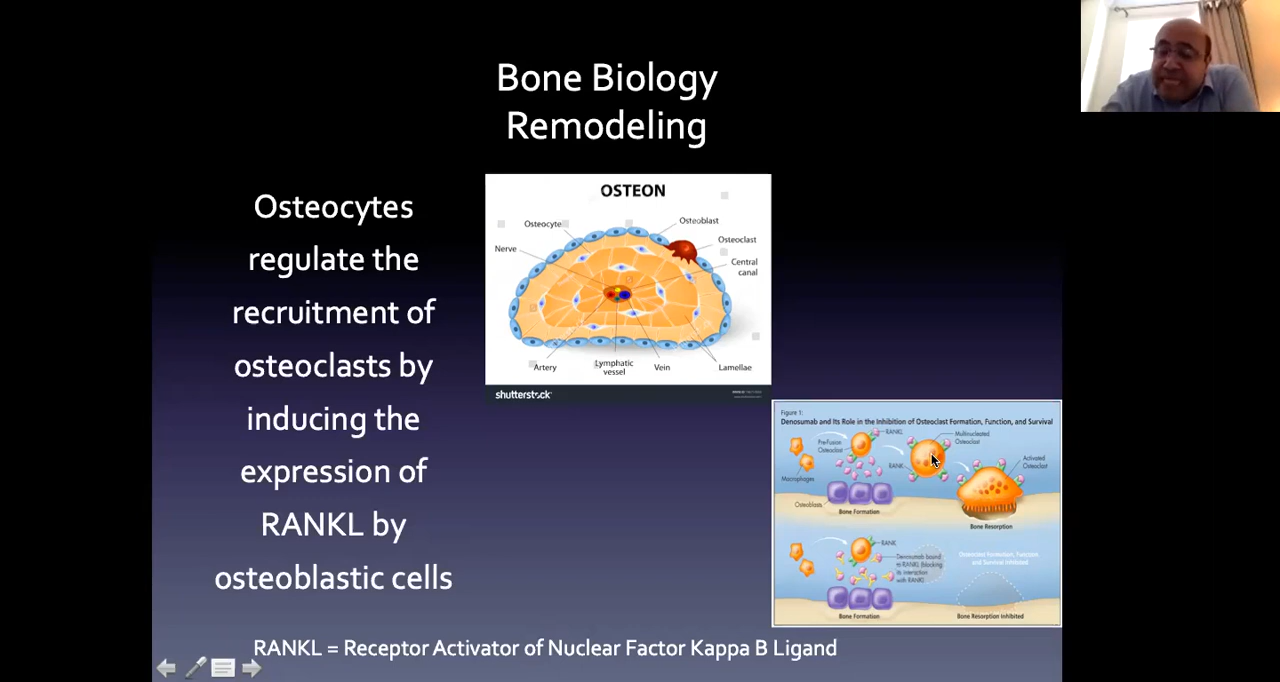 Bone Biology
Remodeling
Osteocytes
regulate the
recruitment of
osteoclasts by
inducing the
expression of
RANKL by
osteoblastic cells
OSTEON
Osteocyte
Osteoblast
Nerve
Osteoclast
Central
canal
Artery
Lymphatic
vessel
Vein
Lamellae
shutterstock
Figure 1:
Denosumab and Its Role in the Inhibition of Osteoclast Formation, Function, and Survival
RANKL
Pre-Fusion
Osteoclast
Multinucleated
Osteoclast
RANK
Activated
Osteoclast
Macrophages
Osteoblasts
Bone Formation
Bone Resorption
RANK
Denosumab bound
to RANKL (blocking
its interaction
with RANK)
Osteoclast Formation, Function,
and Survival Inhibited
Bone Formation
Bone Resorption Inhibited
RANKL = Receptor Activator of Nuclear Factor Kappa B Ligand